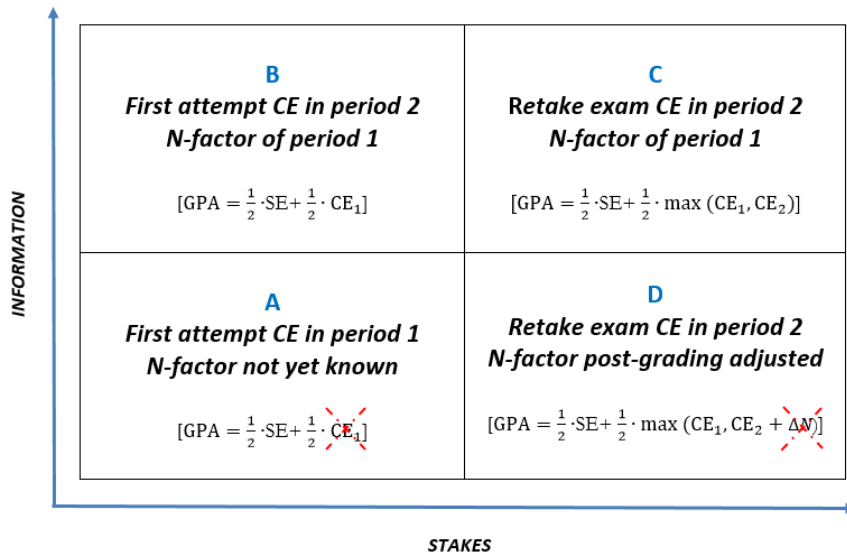 B
First attempt CE in period 2
N-factor of period 1
[GPA = 1/2 ·SE+ 1/2 · CE₁]
C
Retake exam CE in period 2
N-factor of period 1
[GPA = 1/2 ·SE+ 1/2 · max (CE₁, CE₂)]
INFORMATION
A
First attempt CE in period 1
N-factor not yet known
[GPA = 1/2 ·SE+ 1/2 · CE₁]
D
Retake exam CE in period 2
N-factor post-grading adjusted
[GPA = 1/2 ·SE+ 1/2 · max (CE₁, CE₂ + ΔN)]
STAKES